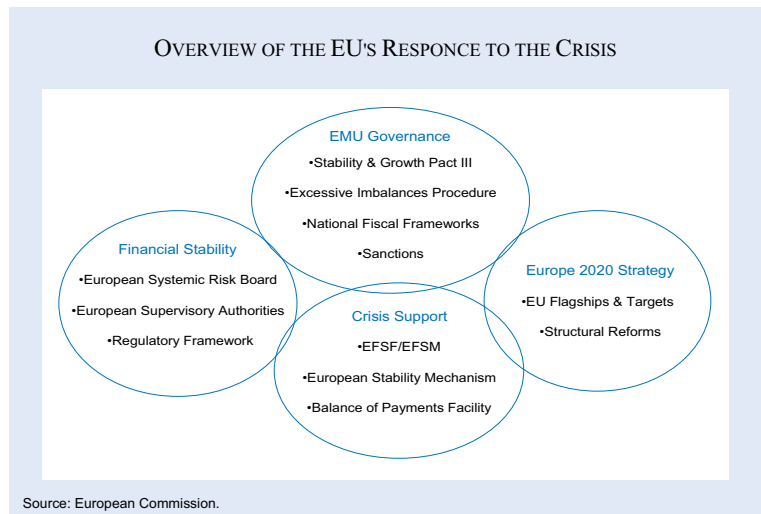 OVERVIEW OF THE EU'S RESPONCE TO THE CRISIS
EMU Governance
•Stability & Growth Pact III
•Excessive Imbalances Procedure
•National Fiscal Frameworks
•Sanctions
Financial Stability
•European Systemic Risk Board
•European Supervisory Authorities
•Regulatory Framework
Crisis Support
•EFSF/EFSM
•European Stability Mechanism
•Balance of Payments Facility
Europe 2020 Strategy
•EU Flagships & Targets
•Structural Reforms
Source: European Commission.